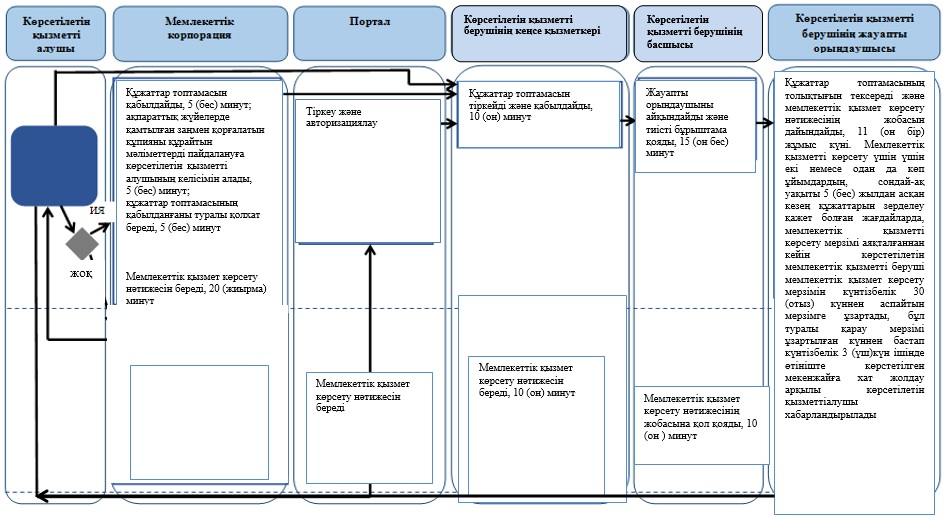 Көрсетілетін
қызметті
алушы
Мемлекеттік
корпорация
Портал
Көрсетілетін қызметті
берушінің кеңсе қызметкері
Көрсетілетін
қызметті берушінің
басшысы
Көрсетілетін қызметті
берушінің жауапты
орындаушысы
ИЯ
ЖОҚ
Құжаттар топтамасын
қабылдайды, 5 (бес) минут;
ақпараттық жүйелерде
қамтылған заңмен қорғалатын
құпияны құрайтын
мәліметтерді пайдалануға
көрсетілетін қызметті
алушының келісімін алады,
5 (бес) минут;
құжаттар топтамасының
қабылданғаны туралы қолхат
береді, 5 (бес) минут
Мемлекеттік қызмет көрсету
нәтижесін береді, 20 (жиырма)
минут
Тіркеу және
авторизациялау
Мемлекеттік қызмет
көрсету нәтижесін
береді
Құжаттар топтамасын
тіркейді және қабылдайды,
10 (он) минут
Мемлекеттік қызмет
көрсету нәтижесін
береді, 10 (он) минут
Жауапты
орындаушыны
айқындайды және
тиісті бұрыштама
қояды, 15 (он бес)
минут
Мемлекеттік қызмет
көрсету нәтижесінің
жобасына қол қояды, 10
(он ) минут
Құжаттар топтамасының
толықтығын тексереді және
мемлекеттік қызмет көрсету
нәтижесінің жобасын
дайындайды, 11 (он бір)
жұмыс күні. Мемлекеттік
қызметті көрсету үшін үшін
екі немесе одан да көп
ұйымдардың, сондай-ақ
уақыты 5 (бес) жылдан асқан
кезең құжаттарын зерделеу
қажет болған жағдайларда,
мемлекеттік қызметті
көрсету мерзімі аяқталғаннан
кейін көрстетілетін
мемлекеттік қызметті беруші
мемлекеттік қызмет көрсету
мерзімін күнтізбелік 30
(отыз) күннен аспайтын
мерзімге ұзартады, бұл
туралы қарау мерзімі
ұзартылған күннен бастап
күнтізбелік 3 (үш)күн ішінде
өтініште көрстетілген
мекенжайға хат жолдау
арқылы көрсетілетін
қызметтіалушы
хабарландырылады